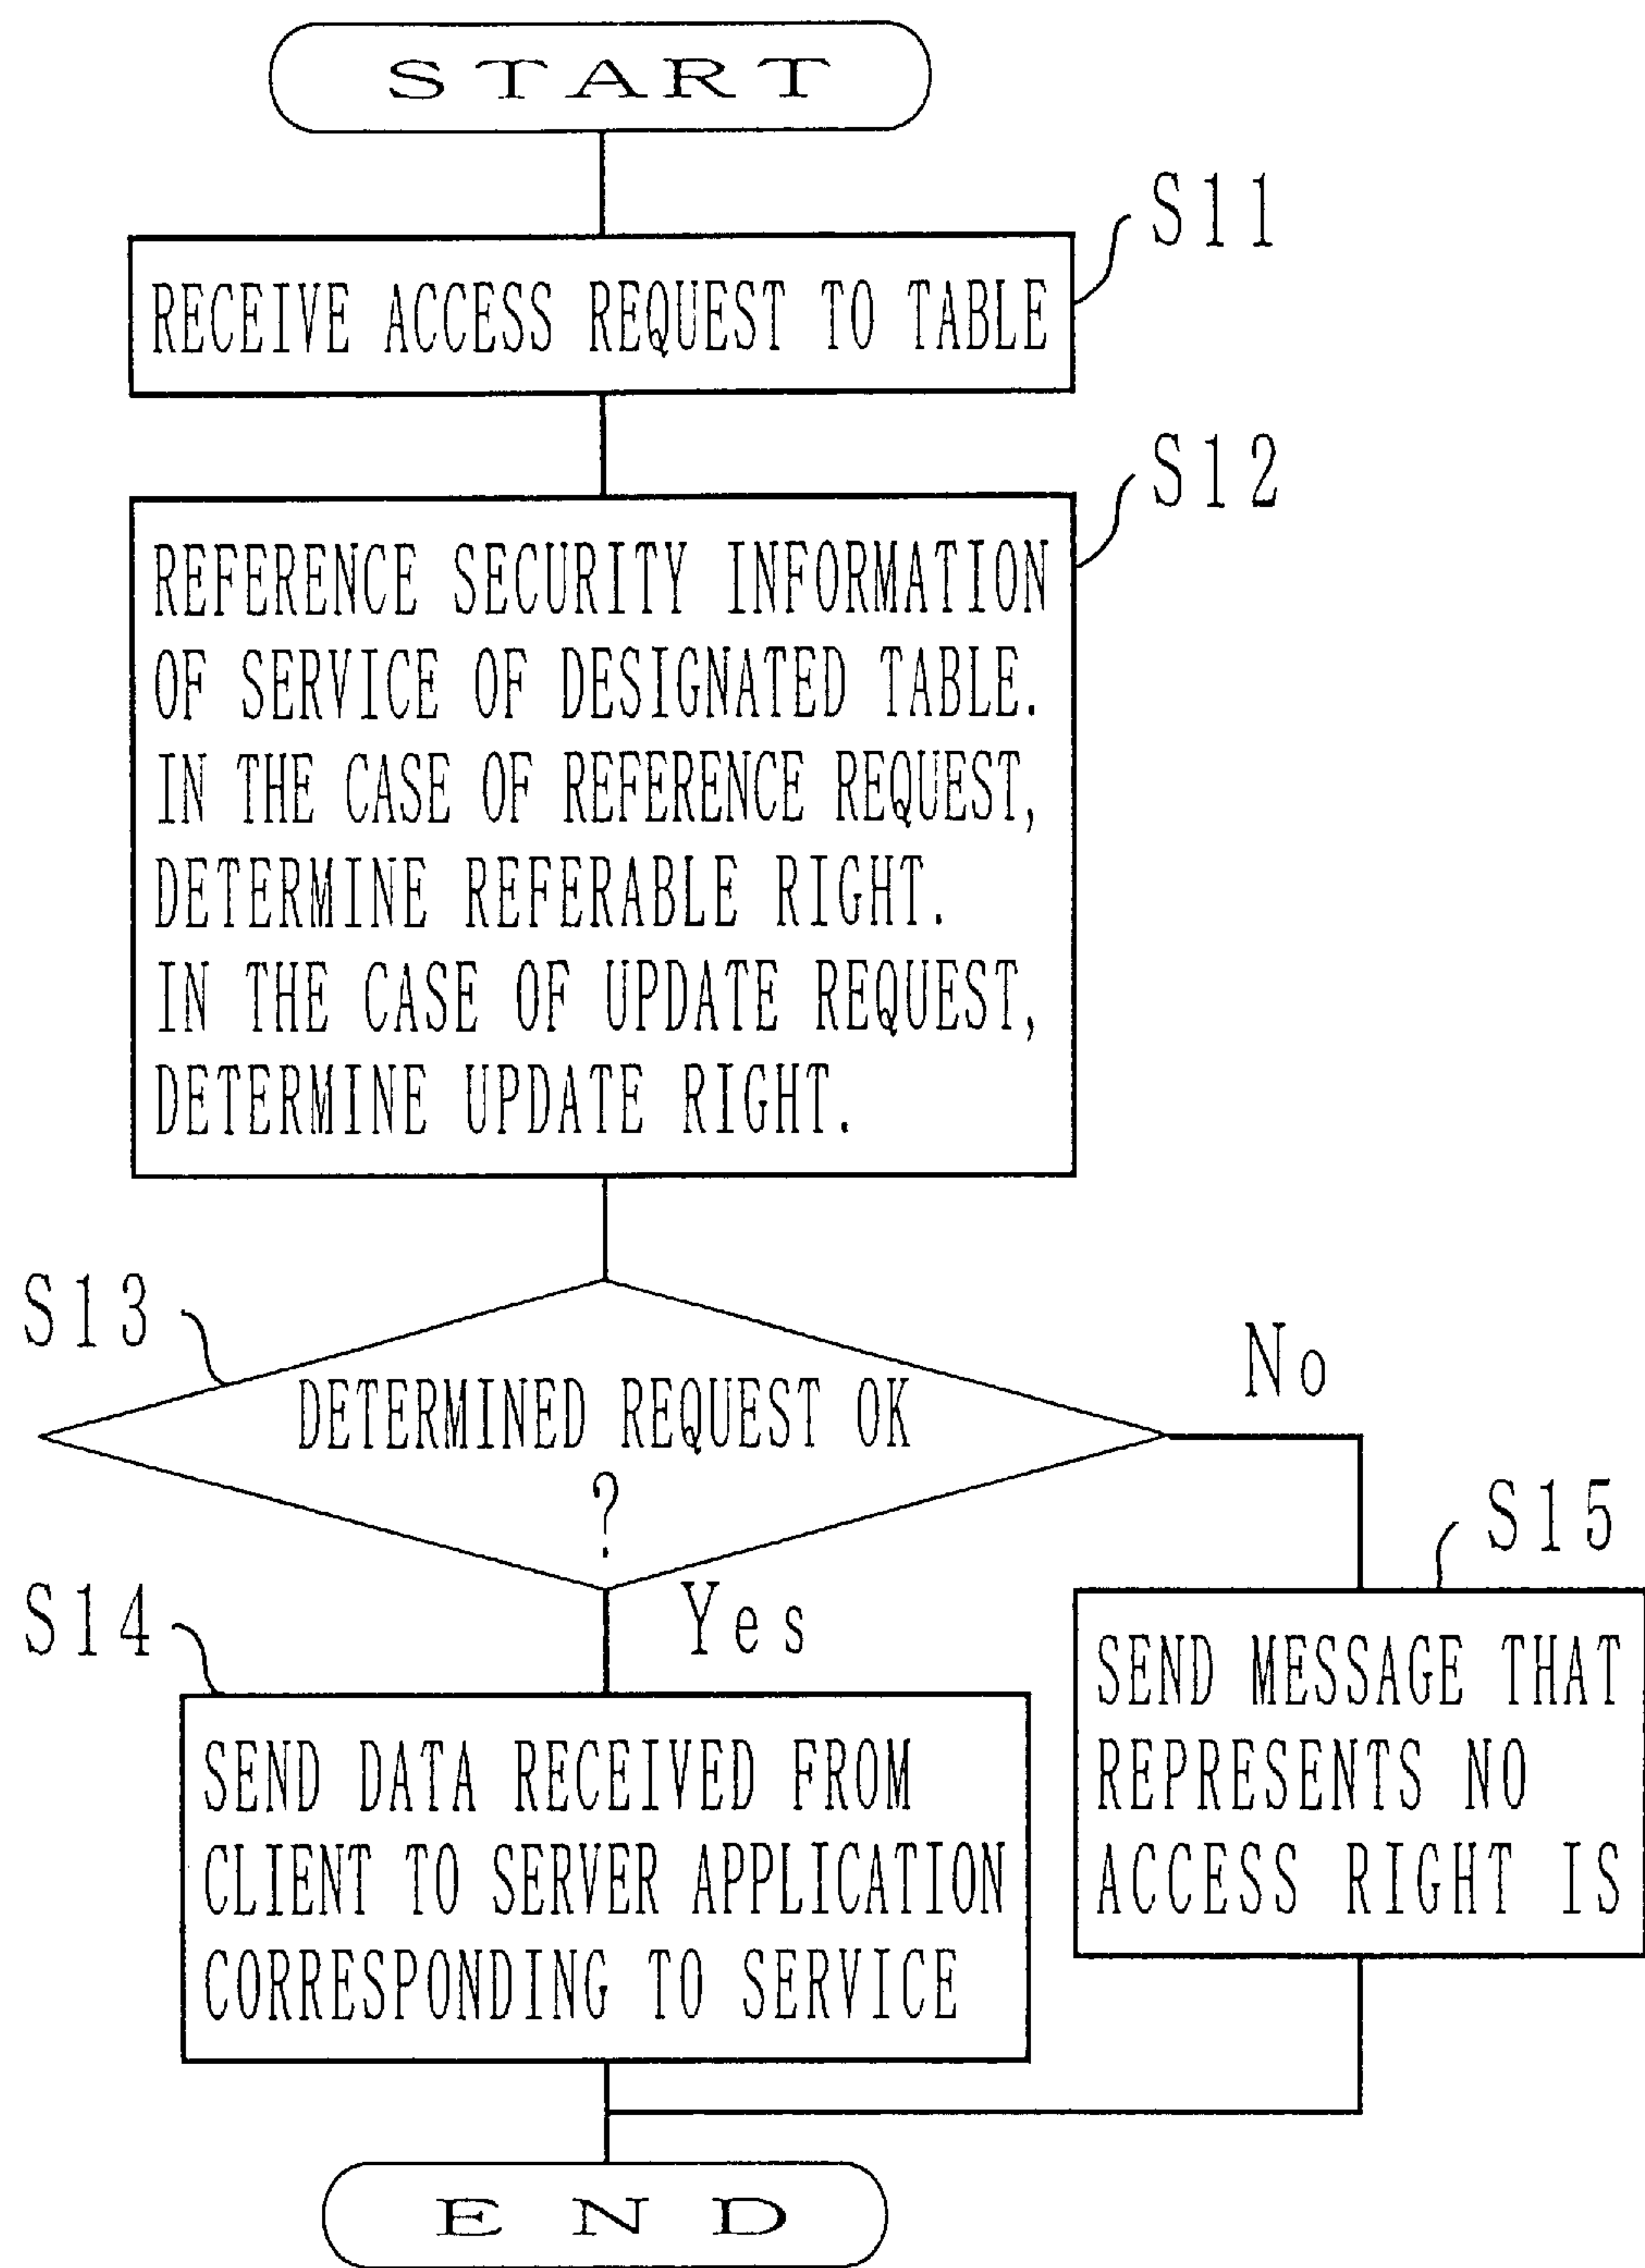 START
S11
RECEIVE ACCESS REQUEST TO TABLE
S12
REFERENCE SECURITY INFORMATION
OF SERVICE OF DESIGNATED TABLE.
IN THE CASE OF REFERENCE REQUEST,
DETERMINE REFERABLE RIGHT.
IN THE CASE OF UPDATE REQUEST,
DETERMINE UPDATE RIGHT.
S13
DETERMINED REQUEST OK
?
No
Yes
S14
SEND DATA RECEIVED FROM
CLIENT TO SERVER APPLICATION
CORRESPONDING TO SERVICE
S15
SEND MESSAGE THAT
REPRESENTS NO
ACCESS RIGHT IS
END